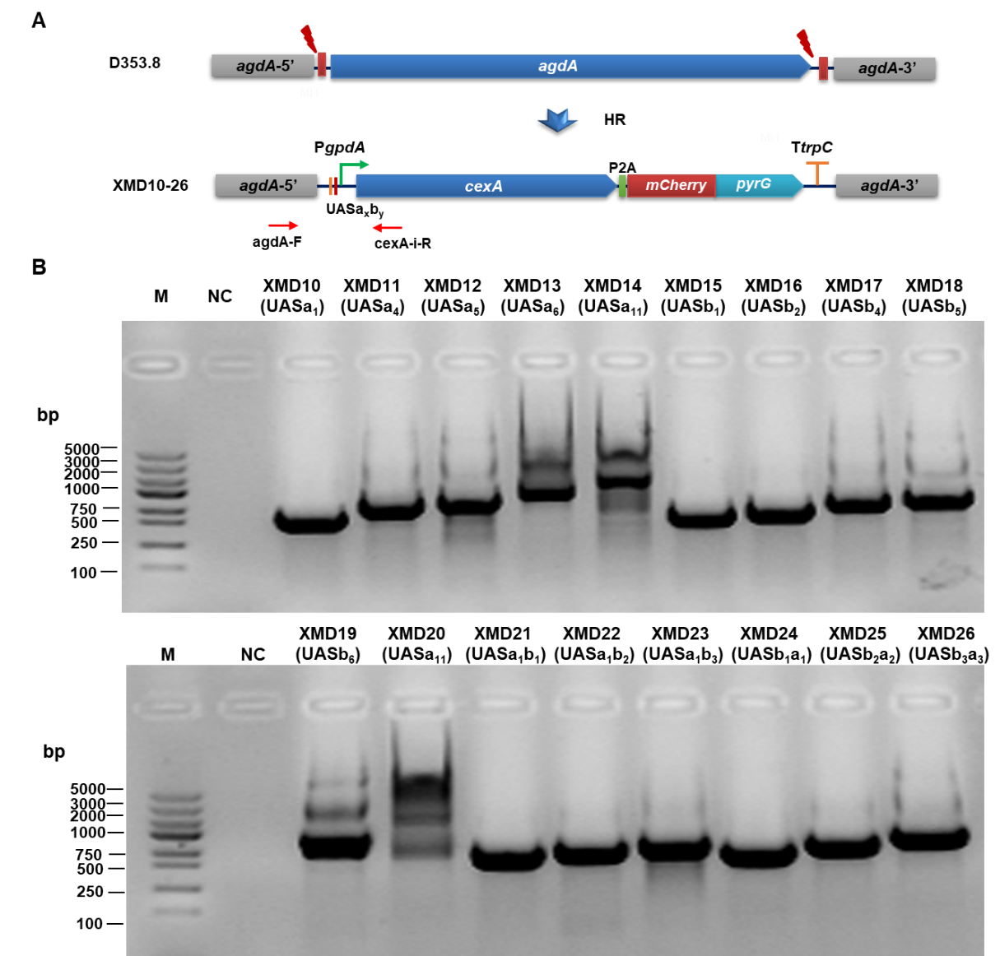 A
D353.8
agdA-5’ agdA agdA-3’
HR
PgpdA TtrpC
P2A
XMD10-26 agdA-5’ cexA mCherry pyrG agdA-3’
UASaxby
agdA-F cexA-i-R
B
M NC XMD10 XMD11 XMD12 XMD13 XMD14 XMD15 XMD16 XMD17 XMD18
(UASa1) (UASa4) (UASa5) (UASa6) (UASa11) (UASb1) (UASb2) (UASb4) (UASb5)
bp
5000
3000
2000
1000
750
500
250
100
XMD19 XMD20 XMD21 XMD22 XMD23 XMD24 XMD25 XMD26
M NC (UASb6) (UASa11) (UASa1b1) (UASa1b2) (UASa1b3) (UASb1a1) (UASb2a2) (UASb3a3)
bp
5000
3000
2000
1000
750
500
250
100